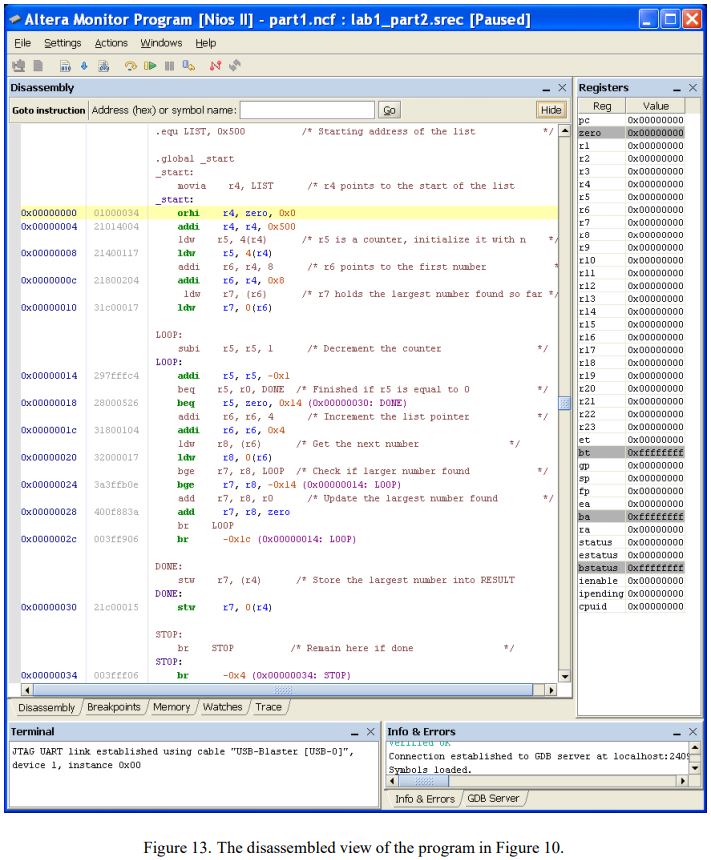 Altera Monitor Program [Nios II] - part1.ncf : lab1_part2.srec [Paused]
File Settings Actions Windows Help
Disassembly
Goto instruction Address (hex) or symbol name: Go Hide
.equ LIST, 0x500 /* Starting address of the list */
.global _start
_start:
movia r4, LIST /* r4 points to the start of the list
_start:
0x00000000 01000034 orhi r4, zero, 0x0
0x00000004 21014004 addi r4, r4, 0x500
ldw r5, 4(r4) /* r5 is a counter, initialize it with n */
0x00000008 21400117 ldw r5, 4(r4)
addi r6, r4, 8 /* r6 points to the first number *
0x0000000c 21800204 addi r6, r4, 0x8
ldw r7, (r6) /* r7 holds the largest number found so far */
0x00000010 31c00017 ldw r7, 0(r6)
LOOP:
subi r5, r5, 1 /* Decrement the counter */
LOOP:
0x00000014 297fffc4 addi r5, r5, -0x1
beq r5, r0, DONE /* Finished if r5 is equal to 0 */
0x00000018 28000526 beq r5, zero, 0x14 (0x00000030: DONE)
addi r6, r6, 4 /* Increment the list pointer */
0x0000001c 31800104 addi r6, r6, 0x4
ldw r8, (r6) /* Get the next number */
0x00000020 32000017 ldw r8, 0(r6)
bge r7, r8, LOOP /* Check if larger number found */
0x00000024 3a3ffb0e bge r7, r8, -0x14 (0x00000014: LOOP)
add r7, r8, r0 /* Update the largest number found */
0x00000028 400f883a add r7, r8, zero
br LOOP
0x0000002c 003ff906 br -0x1c (0x00000014: LOOP)
DONE:
stw r7, (r4) /* Store the largest number into RESULT
DONE:
0x00000030 21c00015 stw r7, 0(r4)
STOP:
br STOP /* Remain here if done */
STOP:
0x00000034 003fff06 br -0x4 (0x00000034: STOP)
Disassembly Breakpoints Memory Watches Trace
Registers
Reg Value
pc 0x00000000
zero 0x00000000
r1 0x00000000
r2 0x00000000
r3 0x00000000
r4 0x00000000
r5 0x00000000
r6 0x00000000
r7 0x00000000
r8 0x00000000
r9 0x00000000
r10 0x00000000
r11 0x00000000
r12 0x00000000
r13 0x00000000
r14 0x00000000
r15 0x00000000
r16 0x00000000
r17 0x00000000
r18 0x00000000
r19 0x00000000
r20 0x00000000
r21 0x00000000
r22 0x00000000
r23 0x00000000
et 0x00000000
bt 0xffffffff
gp 0x00000000
sp 0x00000000
fp 0x00000000
ea 0x00000000
ba 0xffffffff
ra 0x00000000
status 0x00000000
estatus 0x00000000
bstatus 0xffffffff
ienable 0x00000000
ipending 0x00000000
cpuid 0x00000000
Terminal
JTAG UART link established using cable "USB-Blaster [USB-0]",
device 1, instance 0x00
Info & Errors
Verified OK
Connection established to GDB server at localhost:2409
Symbols loaded.
Info & Errors GDB Server
Figure 13. The disassembled view of the program in Figure 10.